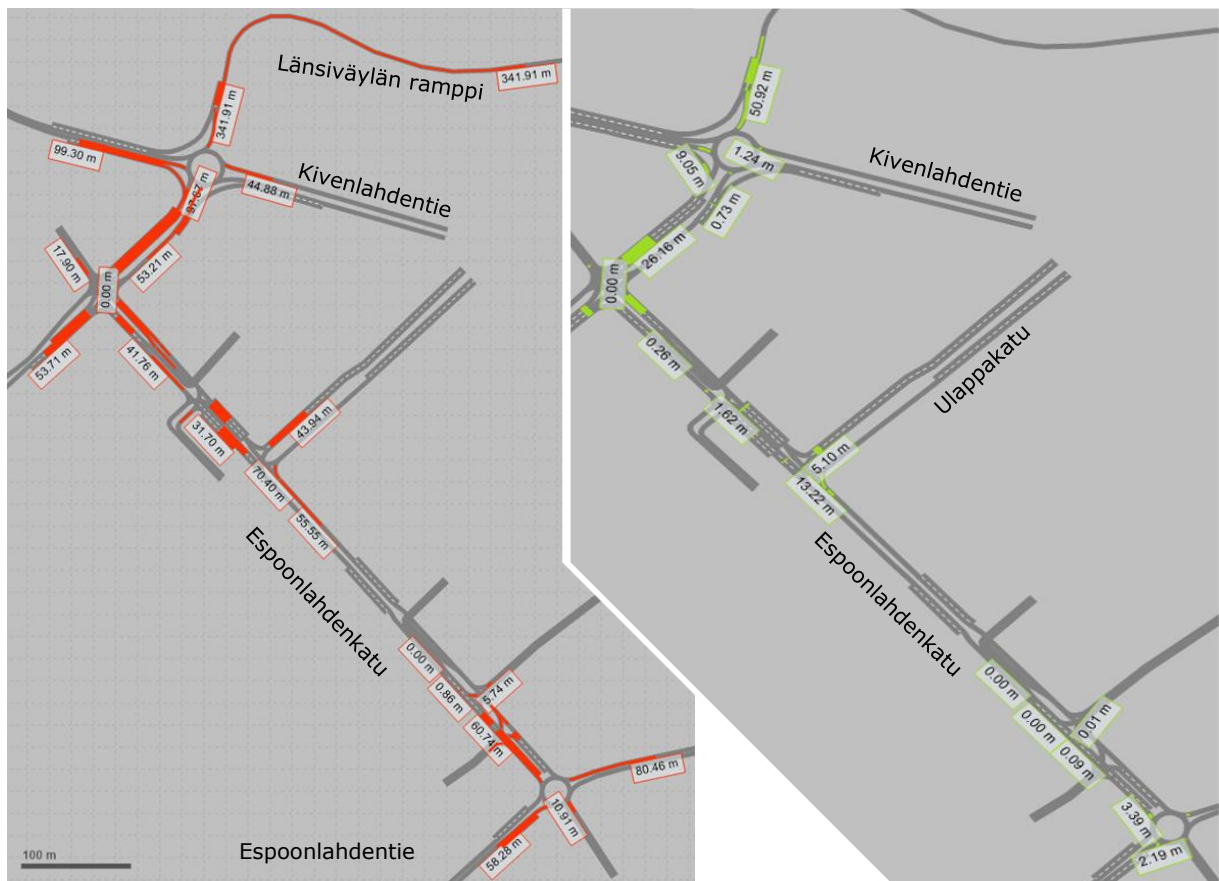 Länsiväylän ramppi
341.91 m
341.91 m
99.30 m
97.67 m
44.88 m
Kivenlahdentie
17.90 m
0.00 m
53.21 m
53.71 m
41.76 m
31.70 m
43.94 m
70.40 m
55.55 m
Espoonlahdenkatu
0.00 m
0.86 m
5.74 m
60.74 m
80.46 m
10.91 m
58.28 m
Espoonlahdentie
100 m
50.92 m
9.05 m
1.24 m
Kivenlahdentie
0.73 m
26.16 m
0.00 m
0.26 m
1.62 m
Ulappakatu
5.10 m
13.22 m
Espoonlahdenkatu
0.00 m
0.00 m
0.01 m
0.09 m
3.39 m
2.19 m